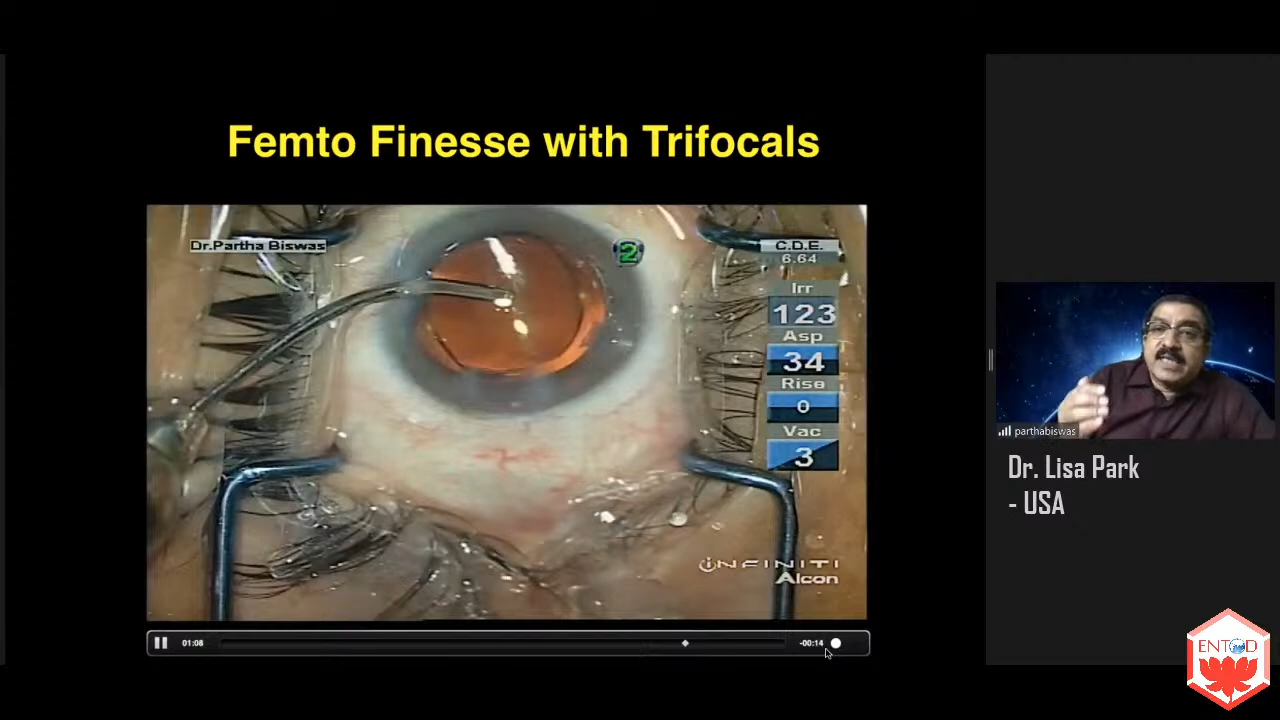 Femto Finesse with Trifocals
Dr.Partha Biswas
2
C.D.E.
6.64
Irr
123
Asp
34
Rise
0
Vac
3
iNFINITI
Alcon
01:08
-00:14
parthabiswas
Dr. Lisa Park
- USA
ENTOD